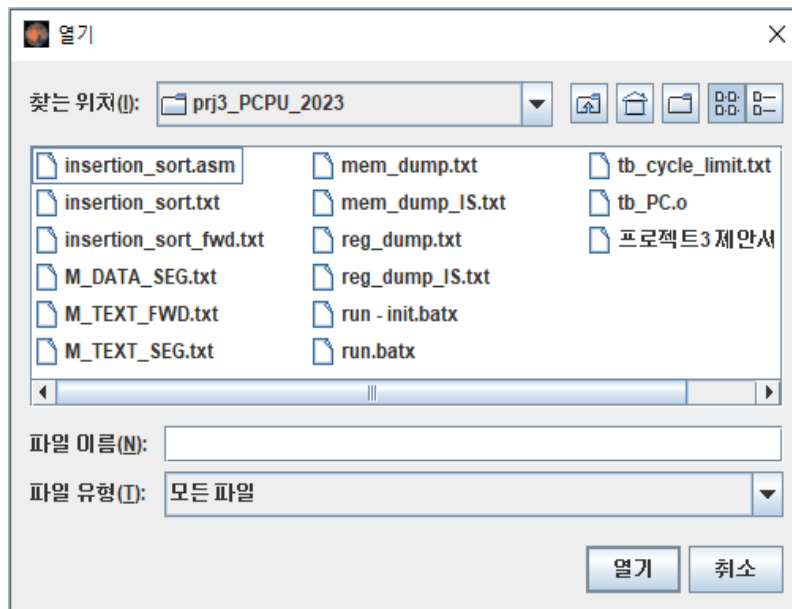 열기
찾는 위치(I): prj3_PCPU_2023
insertion_sort.asm mem_dump.txt tb_cycle_limit.txt
insertion_sort.txt mem_dump_IS.txt tb_PC.o
insertion_sort_fwd.txt reg_dump.txt 프로젝트3 제안서
M_DATA_SEG.txt reg_dump_IS.txt
M_TEXT_FWD.txt run - init.batx
M_TEXT_SEG.txt run.batx
파일 이름(N):
파일 유형(T): 모든 파일
열기 취소